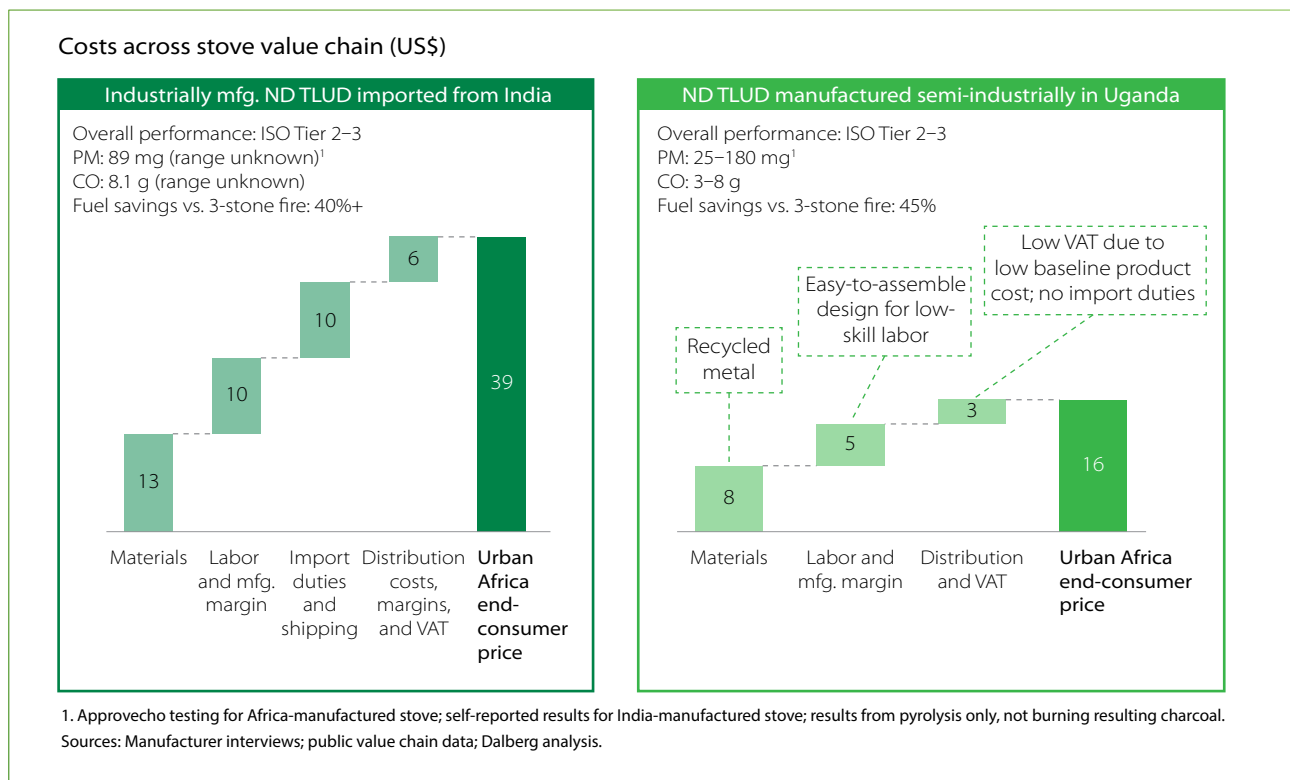 Costs across stove value chain (US$)
Industrially mfg. ND TLUD imported from India
Overall performance: ISO Tier 2–3
PM: 89 mg (range unknown)1
CO: 8.1 g (range unknown)
Fuel savings vs. 3-stone fire: 40%+
13
10
10
6
39
Materials
Labor
and mfg.
margin
Import
duties
and
shipping
Distribution
costs,
margins,
and VAT
Urban
Africa
end-
consumer
price
ND TLUD manufactured semi-industrially in Uganda
Overall performance: ISO Tier 2–3
PM: 25–180 mg1
CO: 3–8 g
Fuel savings vs. 3-stone fire: 45%
Recycled
metal
Easy-to-assemble
design for low-
skill labor
Low VAT due to
low baseline product
cost; no import duties
8
5
3
16
Materials
Labor and
mfg. margin
Distribution
and VAT
Urban Africa
end-consumer
price
1. Approvecho testing for Africa-manufactured stove; self-reported results for India-manufactured stove; results from pyrolysis only, not burning resulting charcoal.
Sources: Manufacturer interviews; public value chain data; Dalberg analysis.